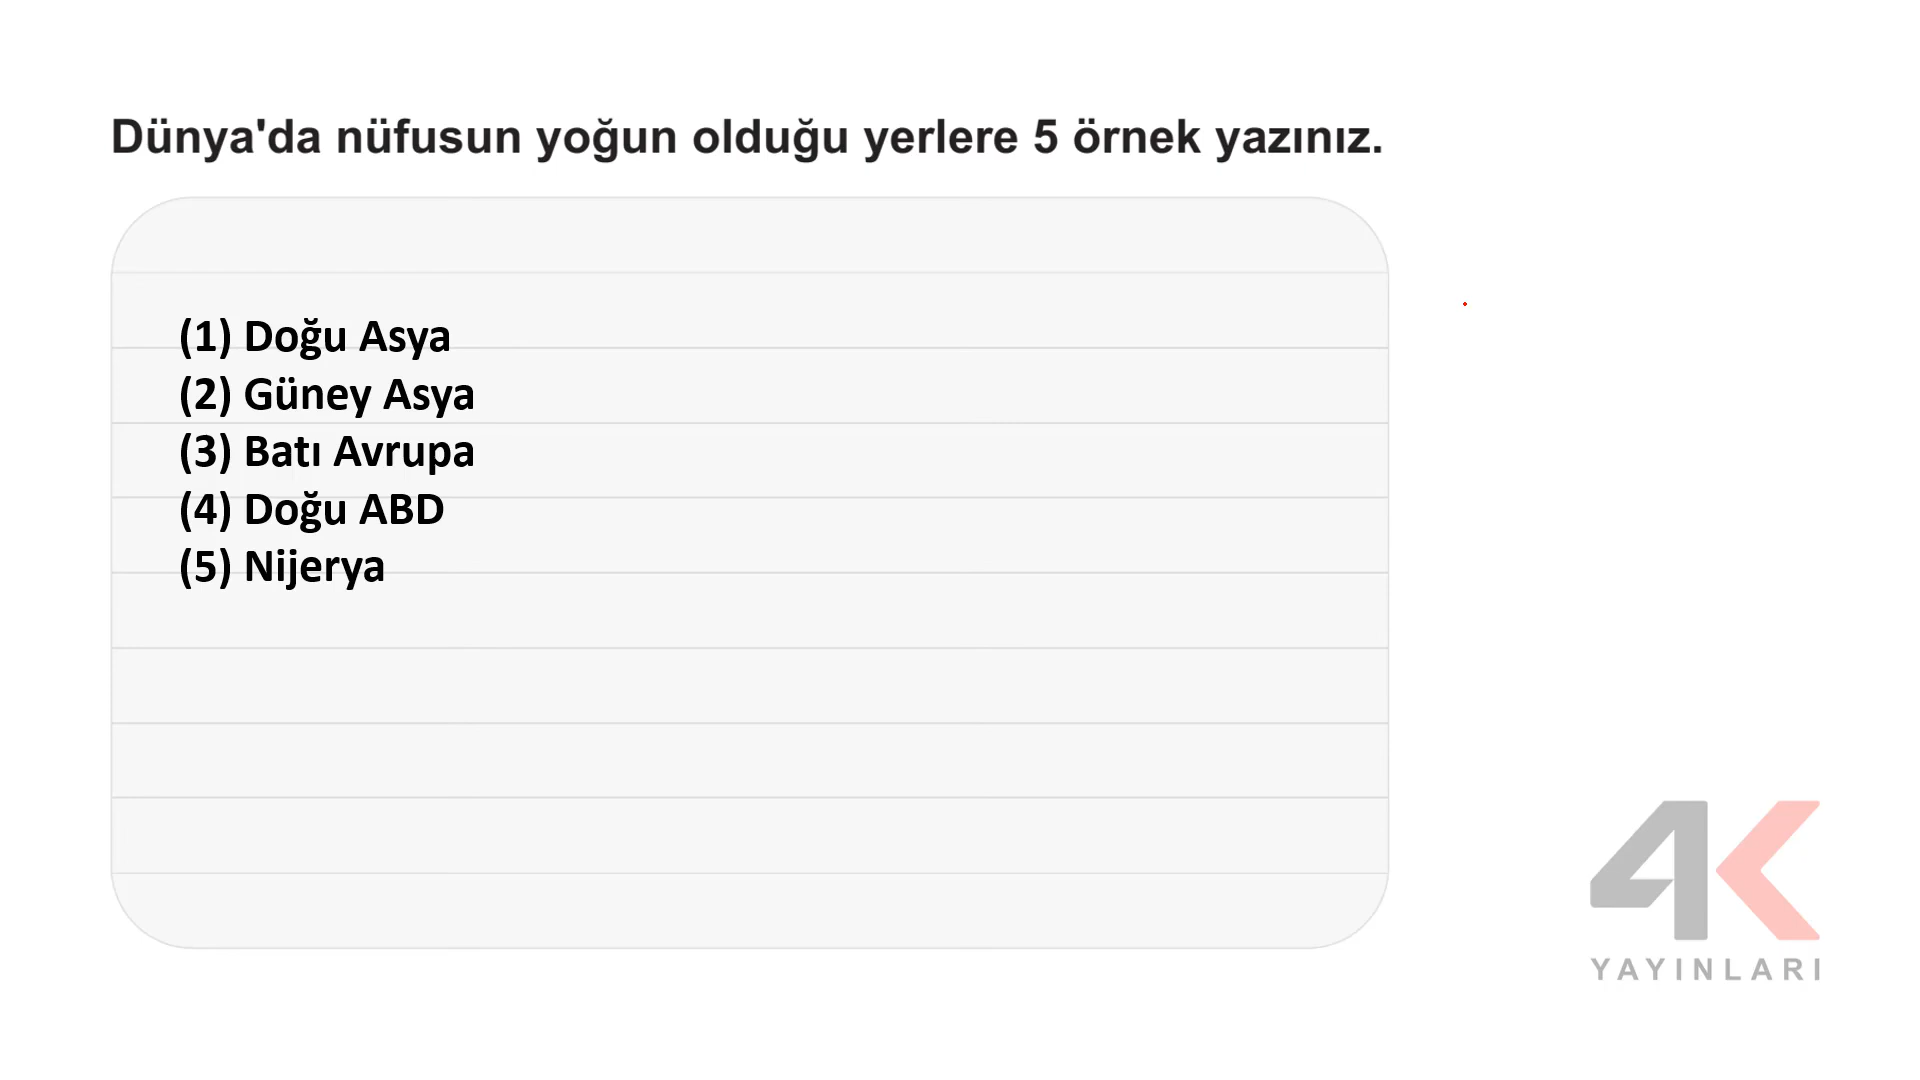 Dünya'da nüfusun yoğun olduğu yerlere 5 örnek yazınız.
(1) Doğu Asya
(2) Güney Asya
(3) Batı Avrupa
(4) Doğu ABD
(5) Nijerya
4K
YAYINLARI